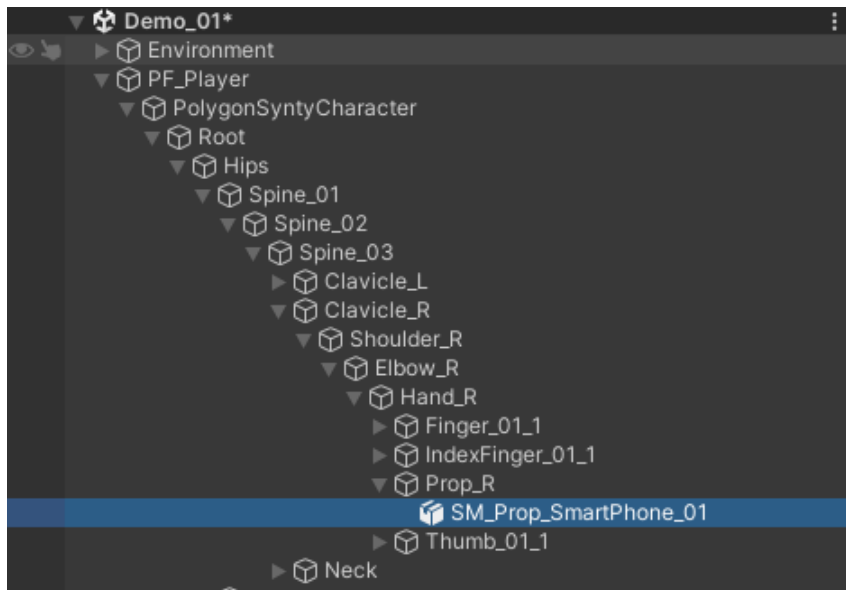 Demo_01*
Environment
PF_Player
PolygonSyntyCharacter
Root
Hips
Spine_01
Spine_02
Spine_03
Clavicle_L
Clavicle_R
Shoulder_R
Elbow_R
Hand_R
Finger_01_1
IndexFinger_01_1
Prop_R
SM_Prop_SmartPhone_01
Thumb_01_1
Neck